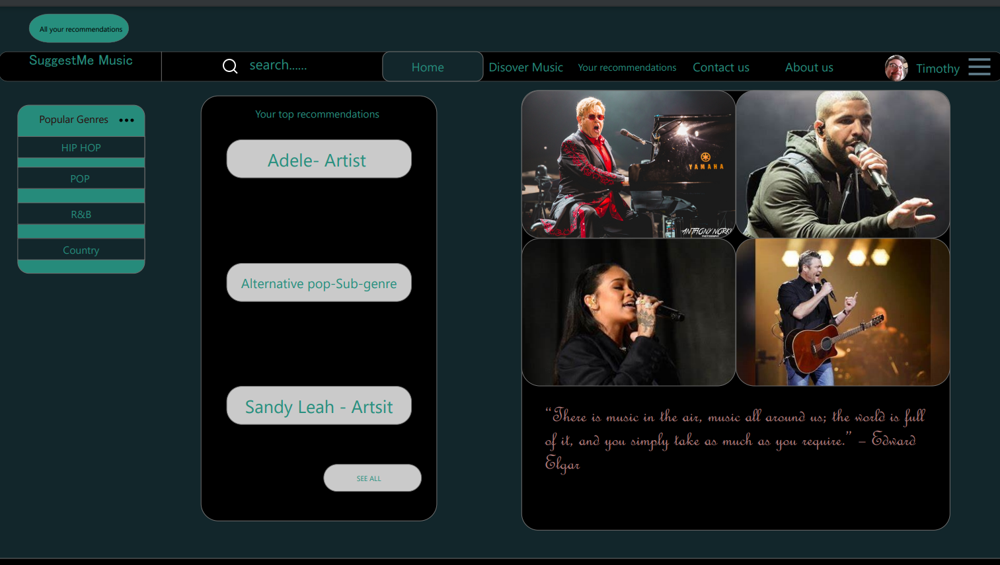 All your recommendations
SuggestMe Music
search......
Home
Disover Music
Your recommendations
Contact us
About us
Timothy
Popular Genres
HIP HOP
POP
R&B
Country
Your top recommendations
Adele- Artist
Alternative pop-Sub-genre
Sandy Leah - Artsit
SEE ALL
YAMAHA
ANTHONY NORKUS
PHOTOGRAPHY
“There is music in the air, music all around us; the world is full
of it, and you simply take as much as you require.” – Edward
Elgar